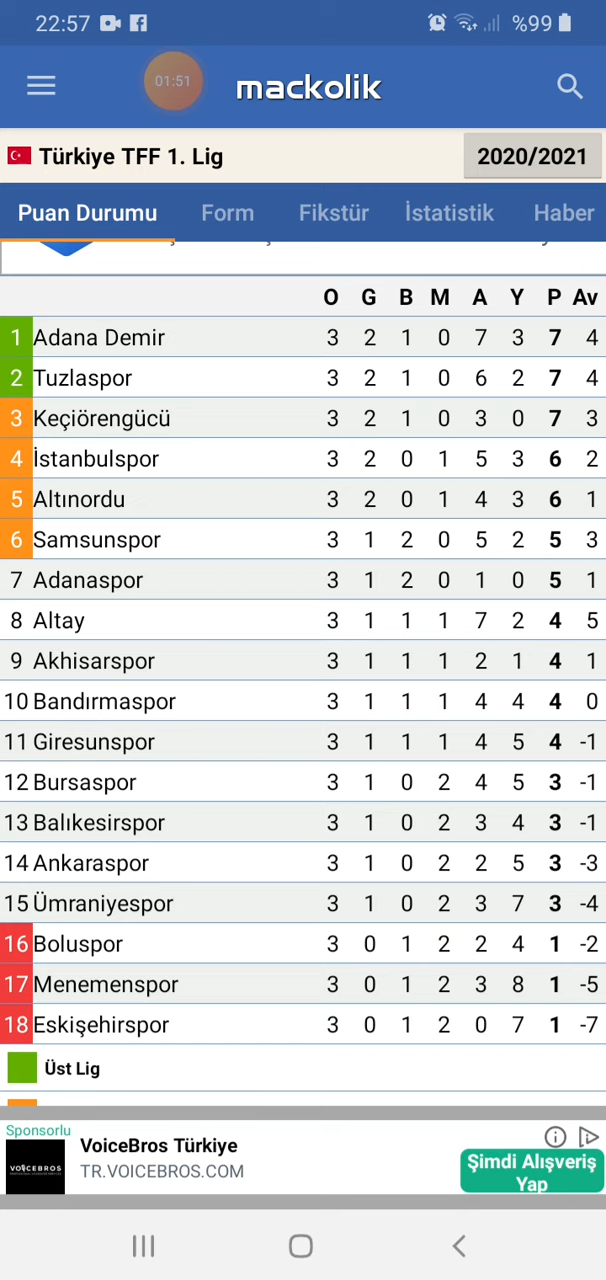 22:57 %99
01:51
mackolik
Türkiye TFF 1. Lig 2020/2021
Puan Durumu Form Fikstür İstatistik Haber
O G B M A Y P Av
1 Adana Demir 3 2 1 0 7 3 7 4
2 Tuzlaspor 3 2 1 0 6 2 7 4
3 Keçiörengücü 3 2 1 0 3 0 7 3
4 İstanbulspor 3 2 0 1 5 3 6 2
5 Altınordu 3 2 0 1 4 3 6 1
6 Samsunspor 3 1 2 0 5 2 5 3
7 Adanaspor 3 1 2 0 1 0 5 1
8 Altay 3 1 1 1 7 2 4 5
9 Akhisarspor 3 1 1 1 2 1 4 1
10 Bandırmaspor 3 1 1 1 4 4 4 0
11 Giresunspor 3 1 1 1 4 5 4 -1
12 Bursaspor 3 1 0 2 4 5 3 -1
13 Balıkesirspor 3 1 0 2 3 4 3 -1
14 Ankaraspor 3 1 0 2 2 5 3 -3
15 Ümraniyespor 3 1 0 2 3 7 3 -4
16 Boluspor 3 0 1 2 2 4 1 -2
17 Menemenspor 3 0 1 2 3 8 1 -5
18 Eskişehirspor 3 0 1 2 0 7 1 -7
Üst Lig
Sponsorlu
VOICEBROS
VoiceBros Türkiye
TR.VOICEBROS.COM
Şimdi Alışveriş
Yap